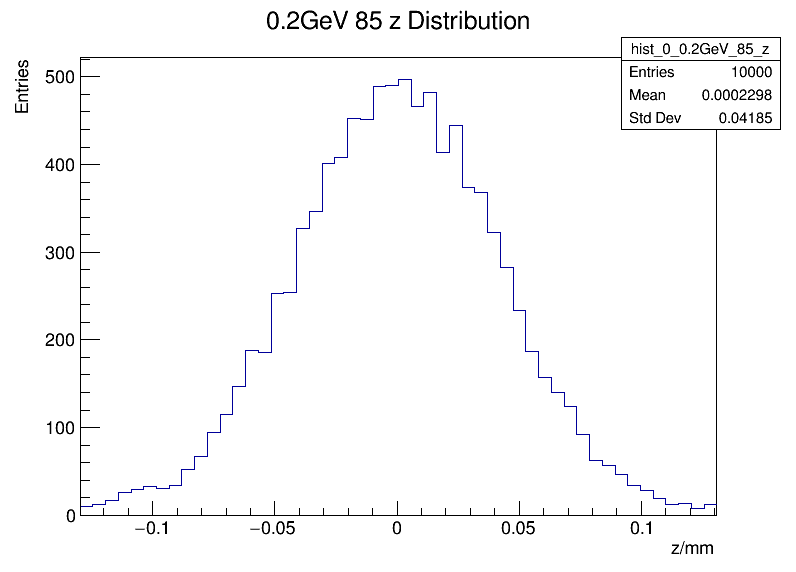 0.2GeV 85 z Distribution
hist_0_0.2GeV_85_z
Entries 10000
Mean 0.0002298
Std Dev 0.04185
Entries
500
400
300
200
100
0
−0.1 −0.05 0 0.05 0.1
z/mm